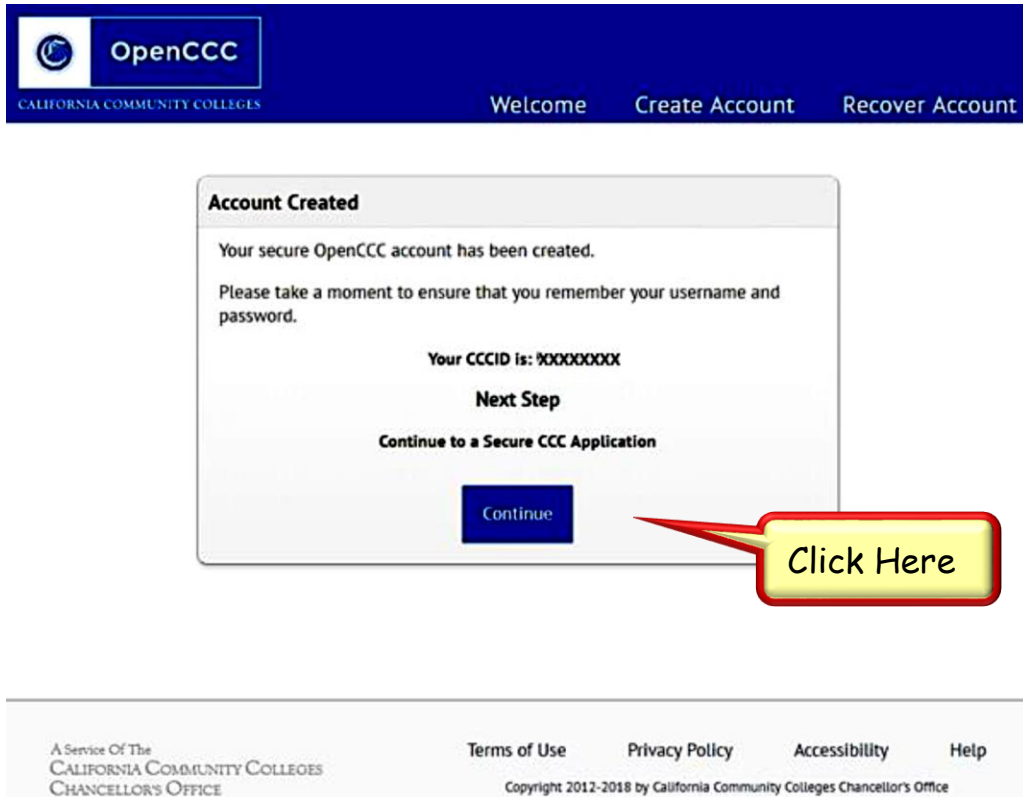 OpenCCC
CALIFORNIA COMMUNITY COLLEGES
Welcome Create Account Recover Account
Account Created
Your secure OpenCCC account has been created.
Please take a moment to ensure that you remember your username and
password.
Your CCCID is: XXXXXXXX
Next Step
Continue to a Secure CCC Application
Continue
Click Here
A Service Of The
CALIFORNIA COMMUNITY COLLEGES
CHANCELLOR'S OFFICE
Terms of Use Privacy Policy Accessibility Help
Copyright 2012-2018 by California Community Colleges Chancellor's Office